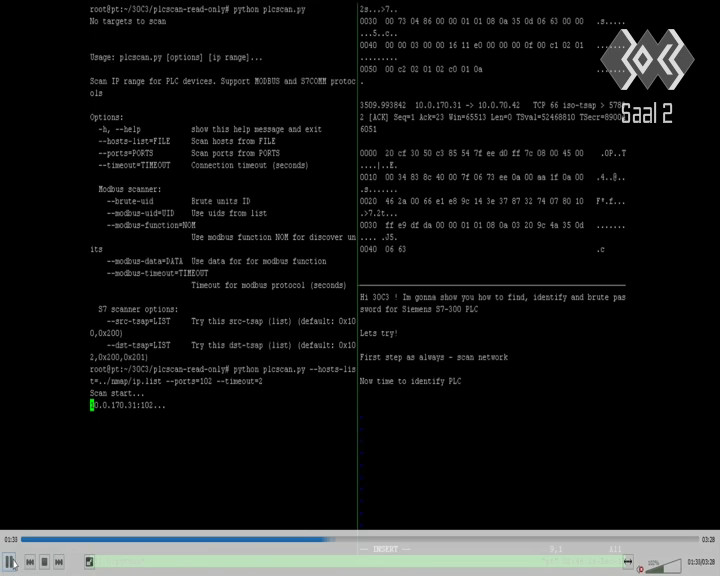 root@pt:~/30C3/plcscan-read-only# python plcscan.py
No targets to scan
Usage: plcscan.py [options] [ip range]...
Scan IP range for PLC devices. Support MODBUS and S7COMM protoc
ols
Options:
-h, --help show this help message and exit
--hosts-list=FILE Scan hosts from FILE
--ports=PORTS Scan ports from PORTS
--timeout=TIMEOUT Connection timeout (seconds)
Modbus scanner:
--brute-uid Brute units ID
--modbus-uid=UID Use uids from list
--modbus-function=NOM
Use modbus function NOM for discover un
its
--modbus-data=DATA Use data for for modbus function
--modbus-timeout=TIMEOUT
Timeout for modbus protocol (seconds)
S7 scanner options:
--src-tsap=LIST Try this src-tsap (list) (default: 0x10
0,0x200)
--dst-tsap=LIST Try this dst-tsap (list) (default: 0x10
2,0x200,0x201)
root@pt:~/30C3/plcscan-read-only# python plcscan.py --hosts-lis
t=../nmap/ip.list --ports=102 --timeout=2
Scan start...
10.0.170.31:102...
2s...>7..
0030 00 73 04 86 00 00 01 01 08 0a 35 0d 06 63 00 00 .s.....
...5..c..
0040 00 00 03 00 00 16 11 e0 00 00 00 0f 00 c1 02 01
.........
0050 00 c2 02 01 02 c0 01 0a
.
3509.993842 10.0.170.31 -> 10.0.70.42 TCP 66 iso-tsap > 578
2 [ACK] Seq=1 Ack=23 Win=65513 Len=0 TSval=52468810 TSecr=8900
6051
0000 20 cf 30 50 c3 85 54 7f ee d0 ff 7c 08 00 45 00 .0P..T
....|..E.
0010 00 34 83 8c 40 00 7f 06 73 ee 0a 00 aa 1f 0a 00 .4..@..
.s.......
0020 46 2a 00 66 e1 e8 9c 14 3e 37 87 32 74 07 80 10 F*.f...
.>7.2t...
0030 ff e9 df da 00 00 01 01 08 0a 03 20 9c 4a 35 0d .......
.... .J5.
0040 06 63 .c
Hi 30C3 ! Im gonna show you how to find, identify and brute pas
sword for Siemens S7-300 PLC
Lets try!
First step as always - scan network
Now time to identify PLC
-- INSERT -- 9,1 All
Saal 2
01:33 03:28
102% 01:33/03:28